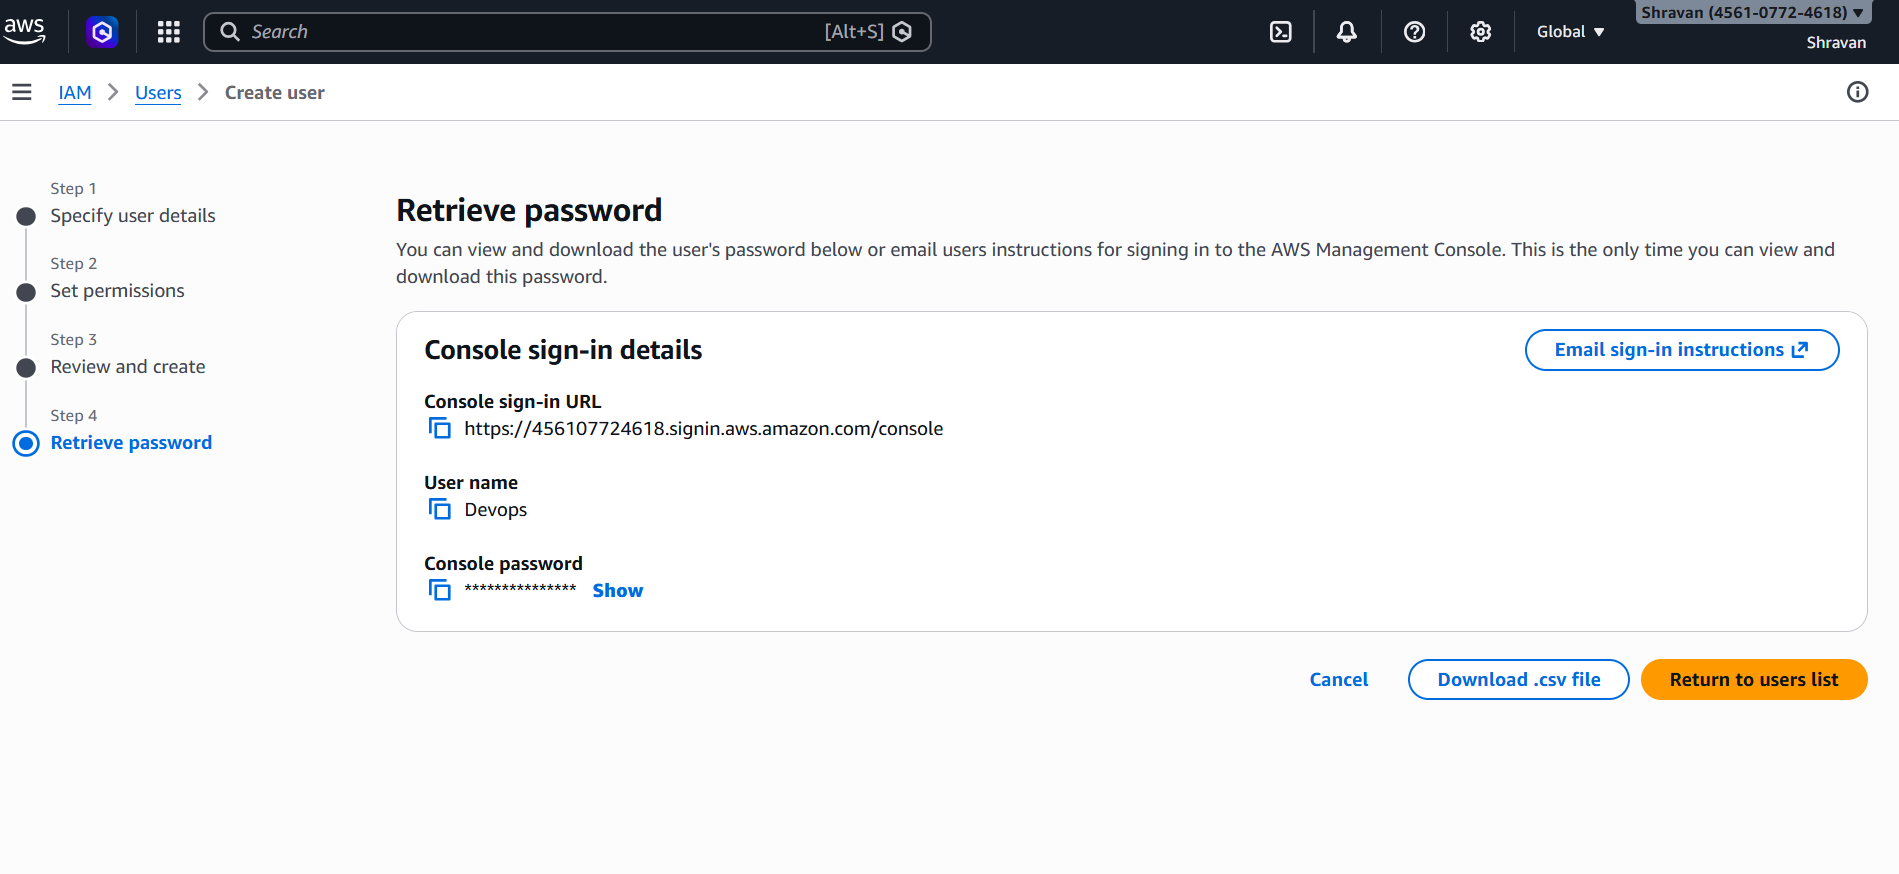 aws
Search
[Alt+S]
Global
Shravan (4561-0772-4618)
Shravan
IAM
Users
Create user
Step 1
Specify user details
Step 2
Set permissions
Step 3
Review and create
Step 4
Retrieve password
Retrieve password
You can view and download the user's password below or email users instructions for signing in to the AWS Management Console. This is the only time you can view and
download this password.
Console sign-in details
Email sign-in instructions
Console sign-in URL
https://456107724618.signin.aws.amazon.com/console
User name
Devops
Console password
*************** Show
Cancel
Download .csv file
Return to users list